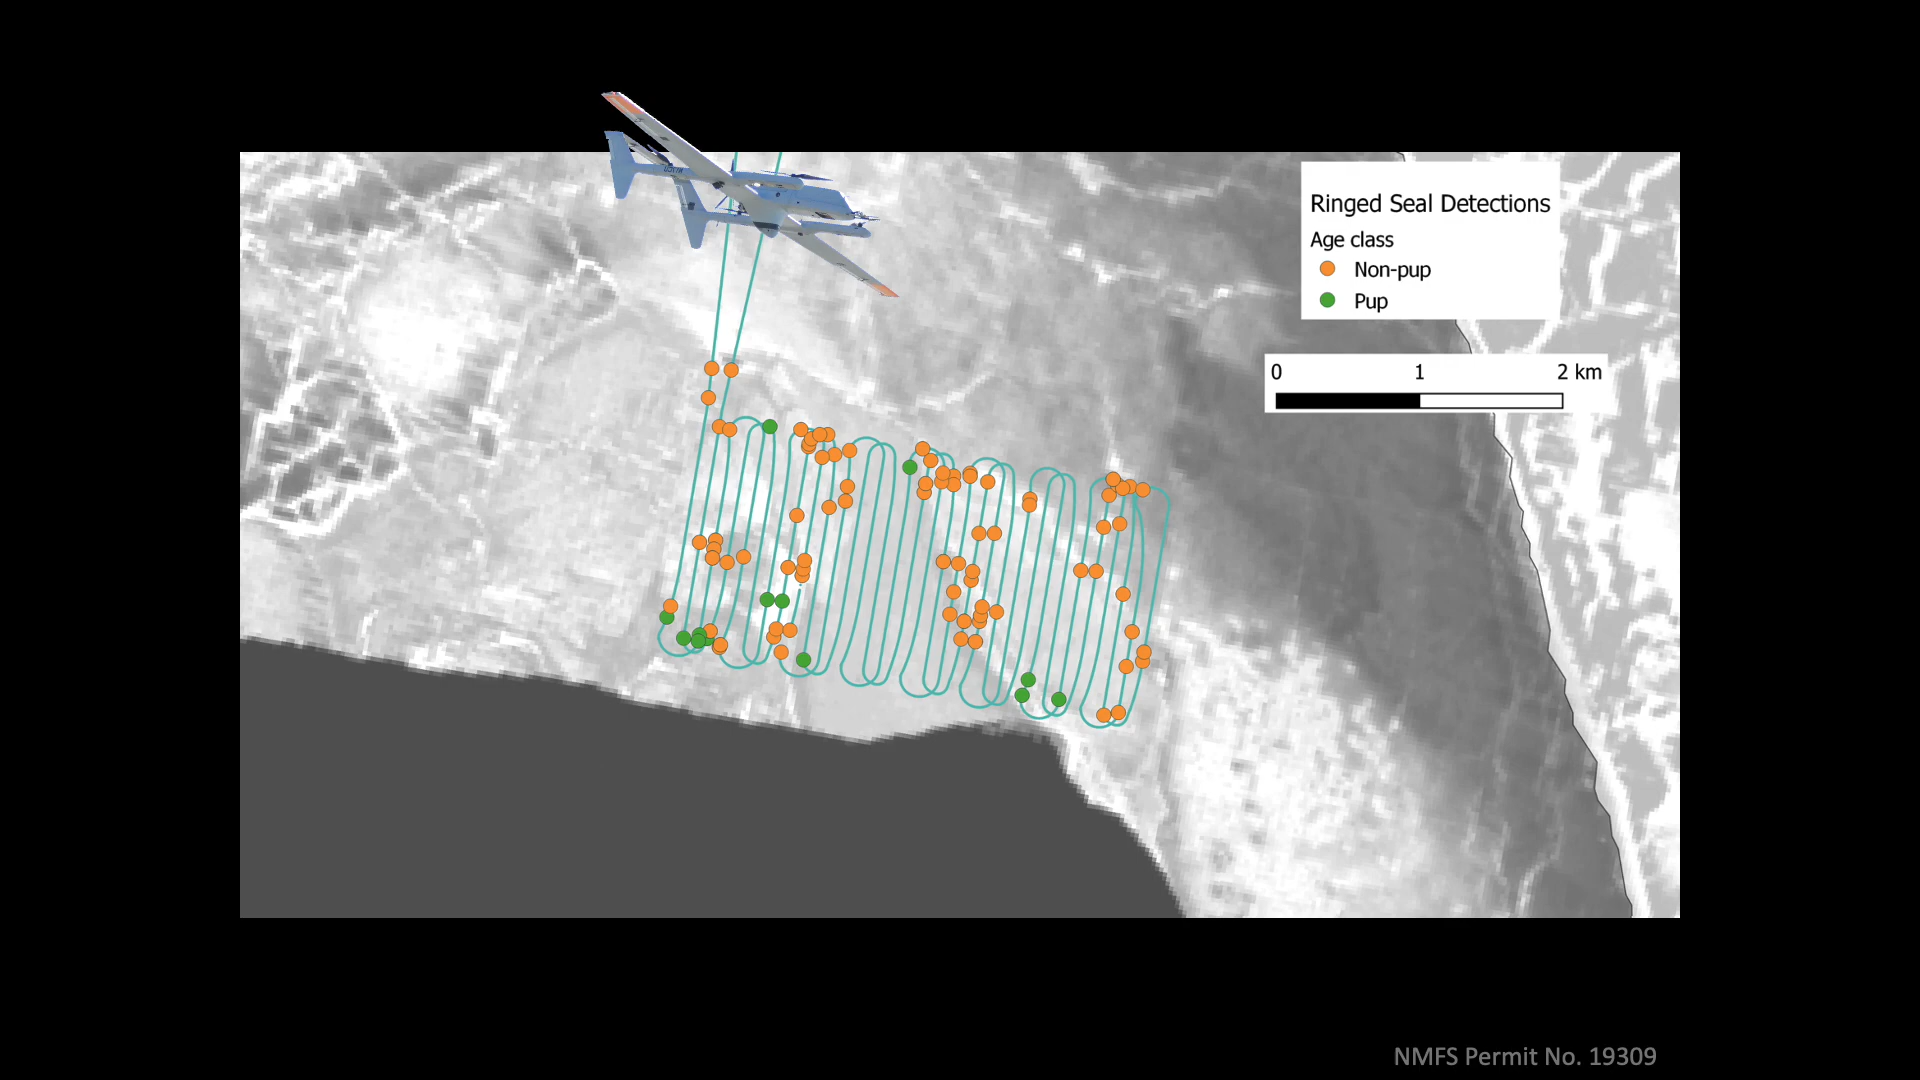 Ringed Seal Detections
Age class
Non-pup
Pup
0 1 2 km
NMFS Permit No. 19309